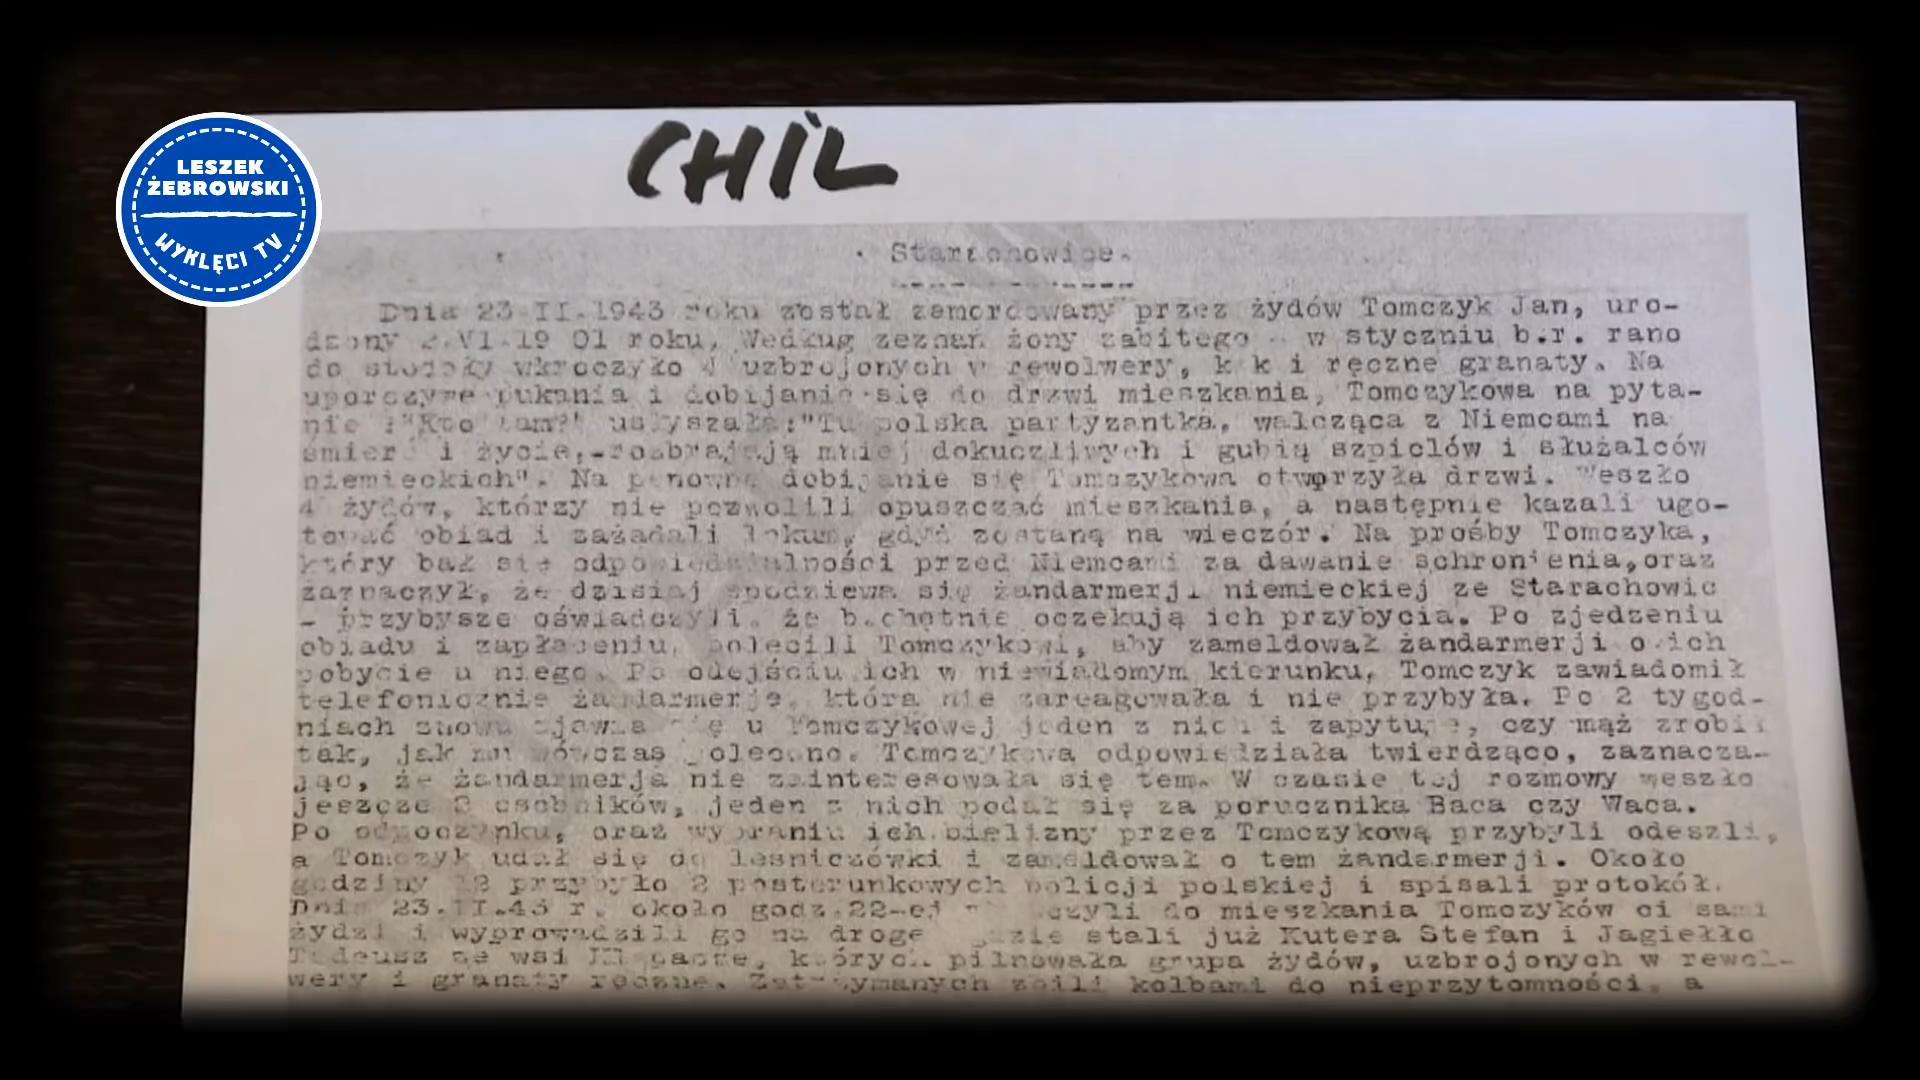 CHIL
LESZEK
ŻEBROWSKI
WYKLĘCI TV
Starachowice.
Dnia 23.II.1943 roku został zamordowany przez żydów Tomczyk Jan, uro-
dzony 2.VI.19 01 roku. Według zeznań żony zabitego - w styczniu b.r. rano
do stodoły wkroczyło 4 uzbrojonych w rewolwery, k k i ręczne granaty. Na
uporczywe pukania i dobijanie się do drzwi mieszkania, Tomczykowa na pyta-
nie :"Kto tam?" usłyszała:"Tu polska partyzantka, walcząca z Niemcami na
śmierć i życie,-rozbrajają mniej dokuczliwych i gubią szpiclów i służalców
niemieckich". Na ponowne dobijanie się Tomczykowa otworzyła drzwi. Weszło
4 żydów, którzy nie pozwolili opuszczać mieszkania, a następnie kazali ugo-
tować obiad i zażądali lokum, gdyż zostaną na wieczór. Na prośby Tomczyka,
który bał się odpowiedzialności przed Niemcami za dawanie schronienia,oraz
zaznaczył, że dzisiaj spodziewa się żandarmerji niemieckiej ze Starachowic
- przybysze oświadczyli, że b.chętnie oczekują ich przybycia. Po zjedzeniu
obiadu i zapłaceniu, polecili Tomczykowi, aby zameldował żandarmerji o ich
pobycie u niego. Po odejściu ich w niewiadomym kierunku, Tomczyk zawiadomił
telefonicznie żandarmerję, która nie zareagowała i nie przybyła. Po 2 tygod-
niach znowu zjawia się u Tomczykowej jeden z nich i zapytuje, czy mąż zrobił
tak, jak mu wówczas polecono. Tomczykowa odpowiedziała twierdząco, zaznacza-
jąc, że żandarmerja nie zainteresowała się tem. W czasie tej rozmowy weszło
jeszcze osobników, jeden z nich podał się za porucznika Baca czy Waca.
Po odpoczynku, oraz wypraniu ich bielizny przez Tomczykową przybyli odeszli,
a Tomczyk udał się do leśniczówki i zameldował o tem żandarmerji. Około
godziny przybyło 2 posterunkowych policji polskiej i spisali protokół.
Dnia 23.II.43 r. około godz.22-ej do mieszkania Tomczyków ci sami
żydzi i wyprowadzili go na drogę gdzie stali już Kutera Stefan i Jagiełło
Tadeusz ze wsi których pilnowała grupa żydów, uzbrojonych w rewol-
wery i granaty ręczne. Zatrzymanych zbili kolbami do nieprzytomności, a